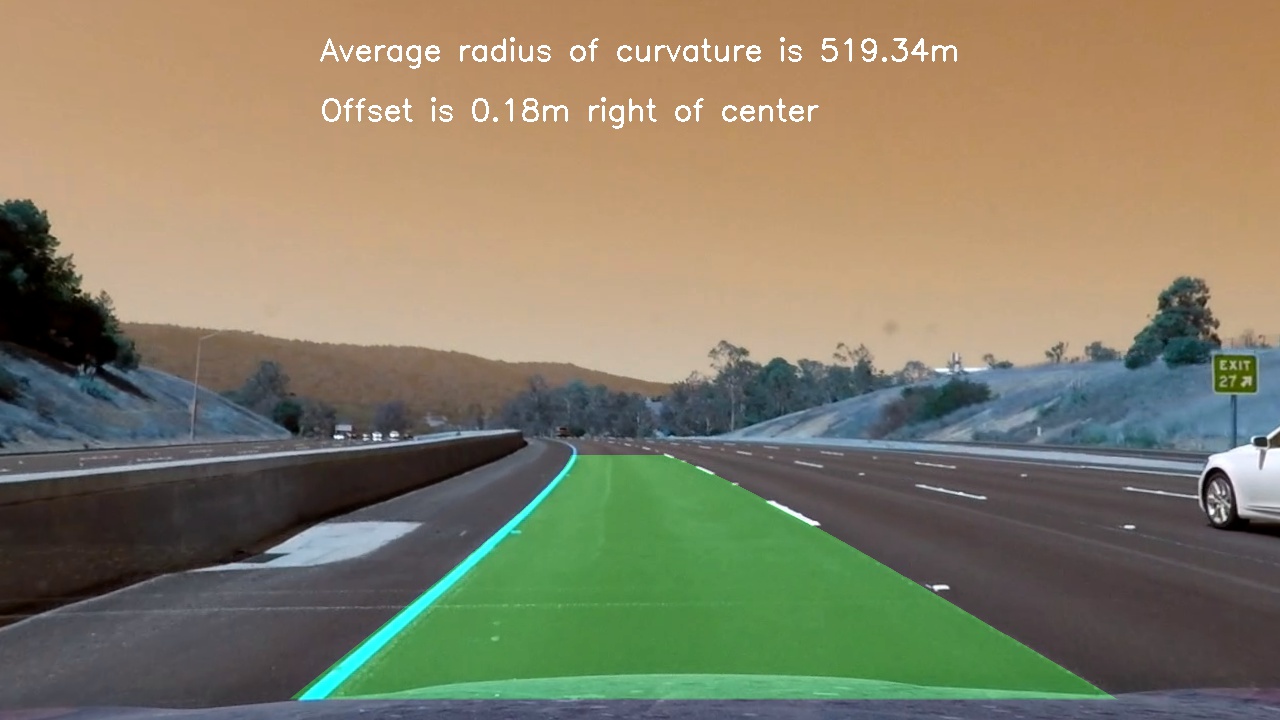 Average radius of curvature is 519.34m
Offset is 0.18m right of center
EXIT
27